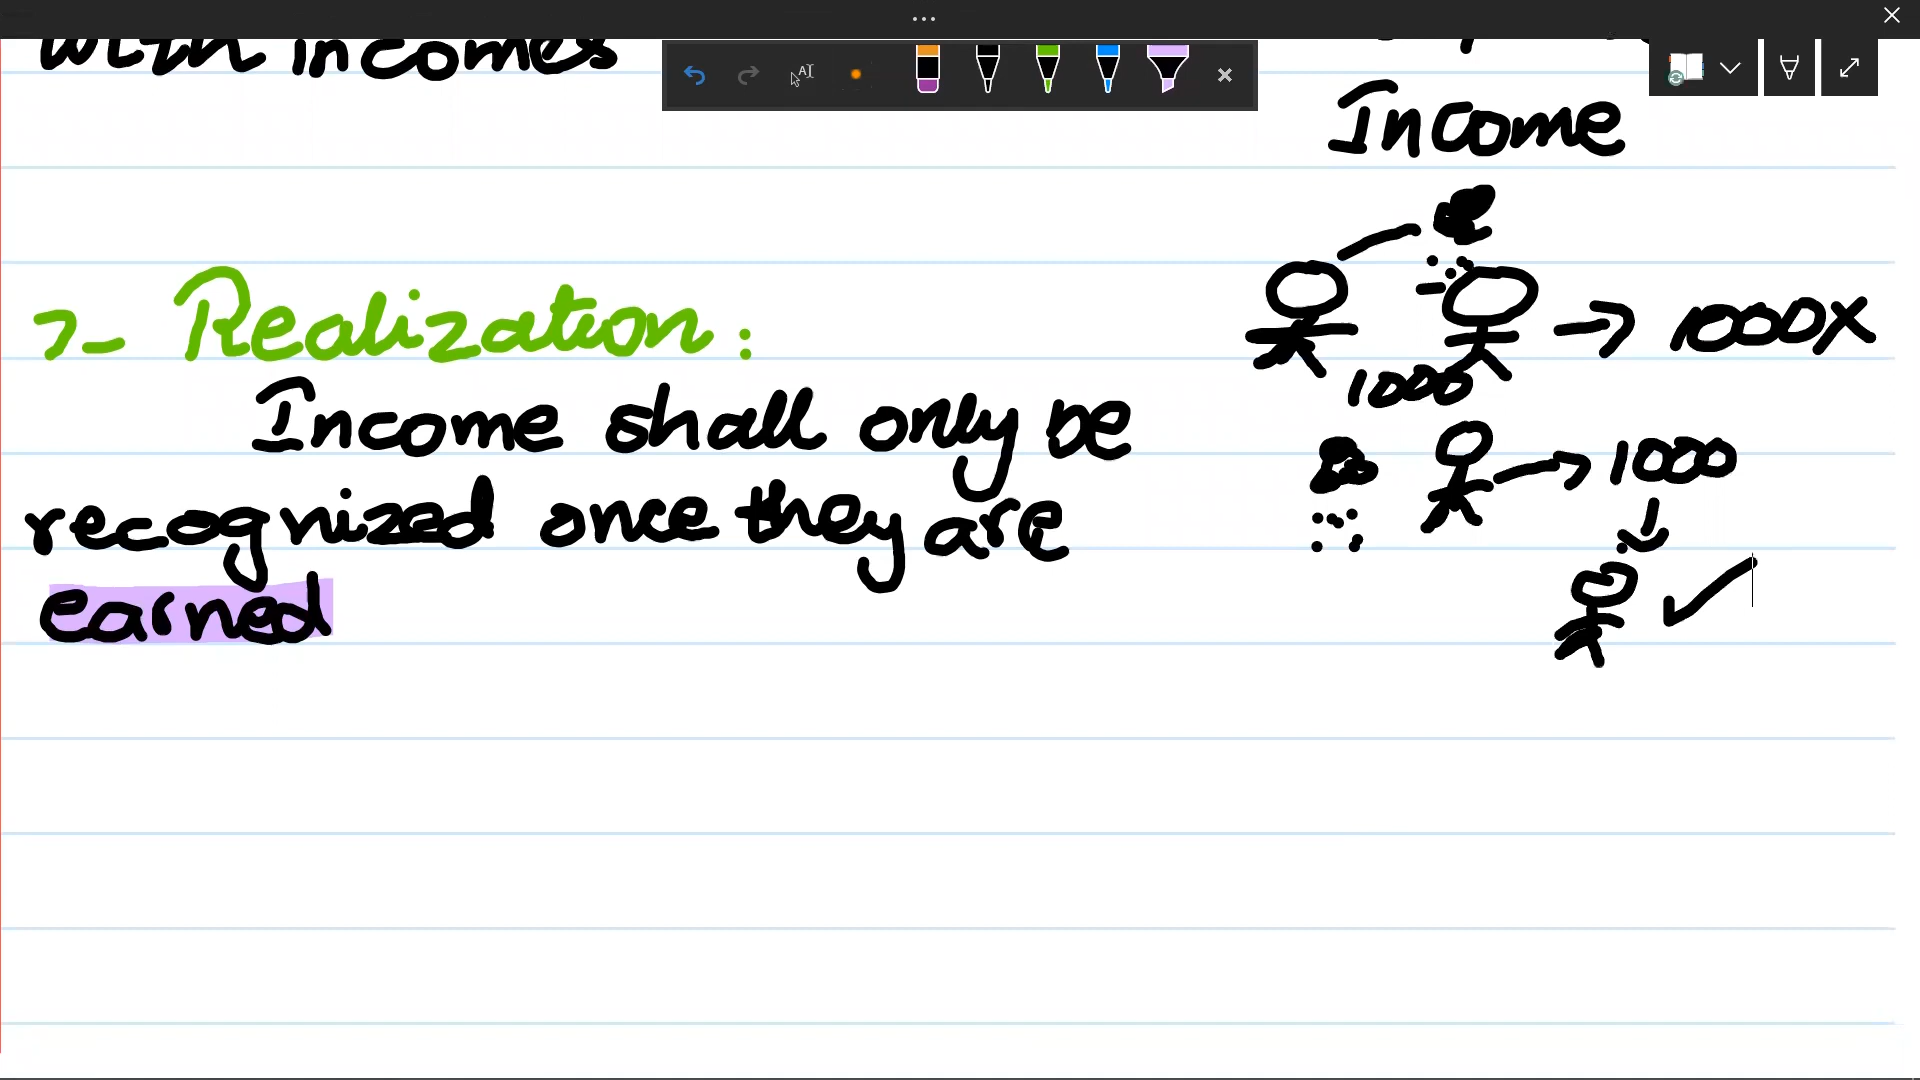 with incomes
Income
7- Realization:
Income shall only be
recognized once they are
earned
1000X
1000
1000